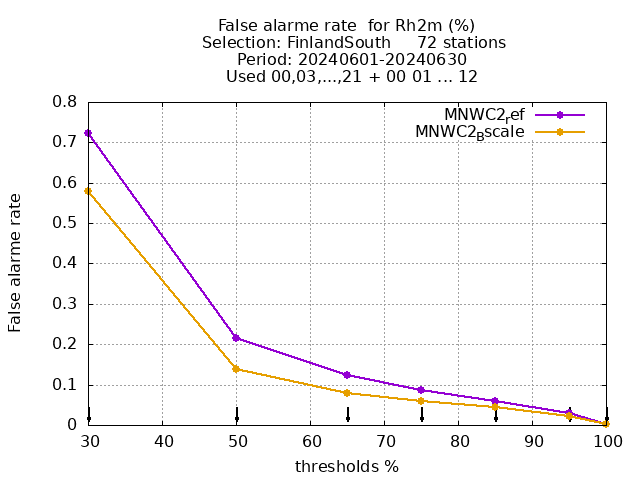 False alarme rate  for Rh2m (%)
Selection: FinlandSouth     72 stations
Period: 20240601-20240630
Used 00,03,...,21 + 00 01 ... 12
MNWC2ref
MNWC2Bscale
0.8
0.7
0.6
0.5
0.4
0.3
0.2
0.1
0
False alarme rate
30 40 50 60 70 80 90 100
thresholds %